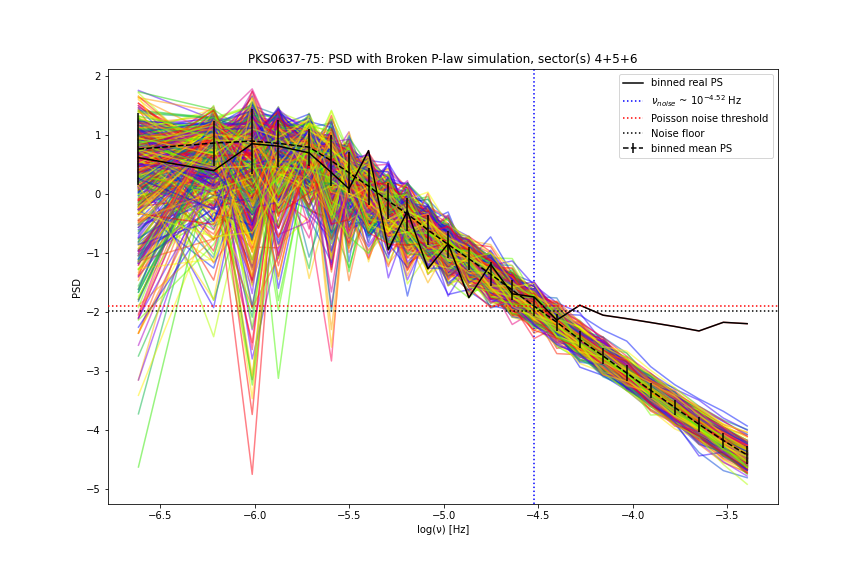 PKS0637-75: PSD with Broken P-law simulation, sector(s) 4+5+6
binned real PS
ν_noise ~ 10^−4.52 Hz
Poisson noise threshold
Noise floor
binned mean PS
2
1
0
−1
−2
−3
−4
−5
PSD
−6.5 −6.0 −5.5 −5.0 −4.5 −4.0 −3.5
log(ν) [Hz]